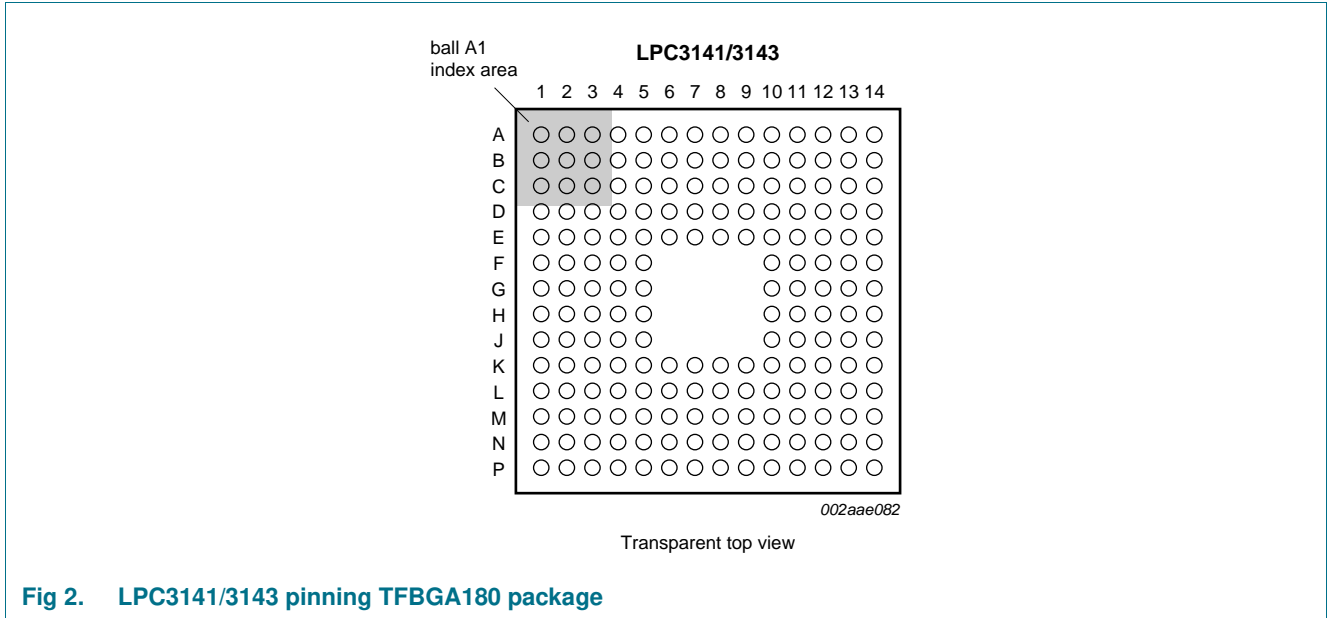 ball A1
index area
LPC3141/3143
1 2 3 4 5 6 7 8 9 10 11 12 13 14
A
B
C
D
E
F
G
H
J
K
L
M
N
P
002aae082
Transparent top view
Fig 2. LPC3141/3143 pinning TFBGA180 package